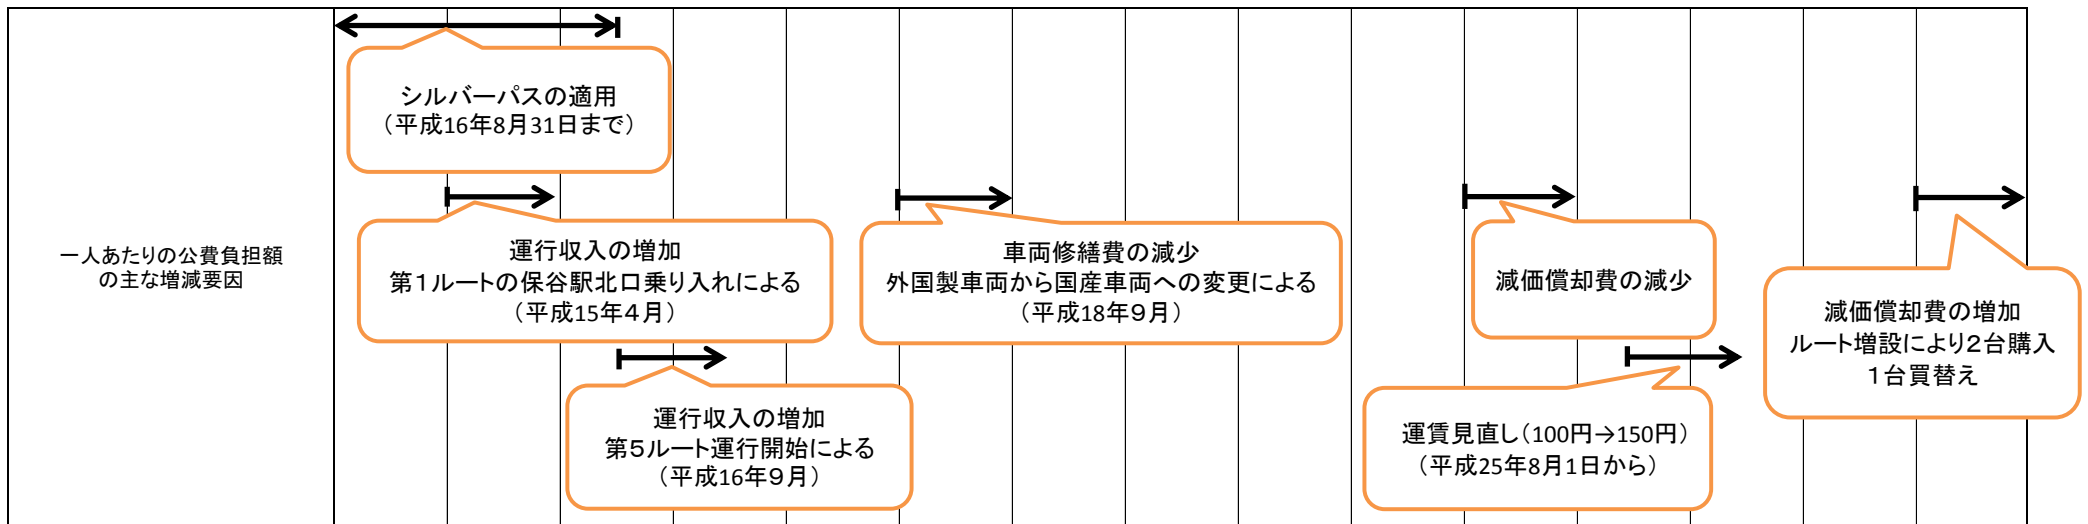 一人あたりの公費負担額
の主な増減要因
シルバーパスの適用
（平成16年8月31日まで）
運行収入の増加
第１ルートの保谷駅北口乗り入れによる
（平成15年４月）
運行収入の増加
第５ルート運行開始による
（平成16年９月）
車両修繕費の減少
外国製車両から国産車両への変更による
（平成18年９月）
減価償却費の減少
運賃見直し（100円→150円）
（平成25年8月1日から）
減価償却費の増加
ルート増設により２台購入
１台買替え